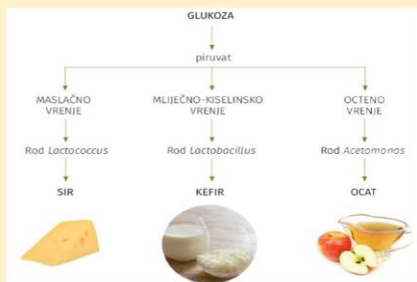 GLUKOZA
piruvat
MASLAČNO
VRENJE
MLIJEČNO-KISELINSKO
VRENJE
OCTENO
VRENJE
Rod Lactococcus
Rod Lactobacillus
Rod Acetomonas
SIR
KEFIR
OCAT